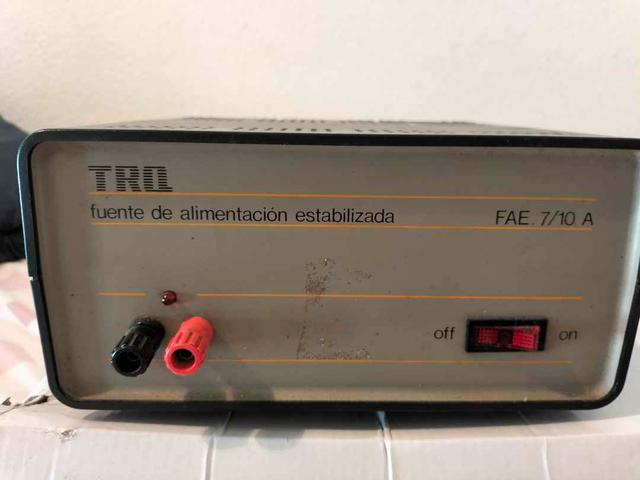 TRQ
fuente de alimentación estabilizada FAE. 7/10 A
off on